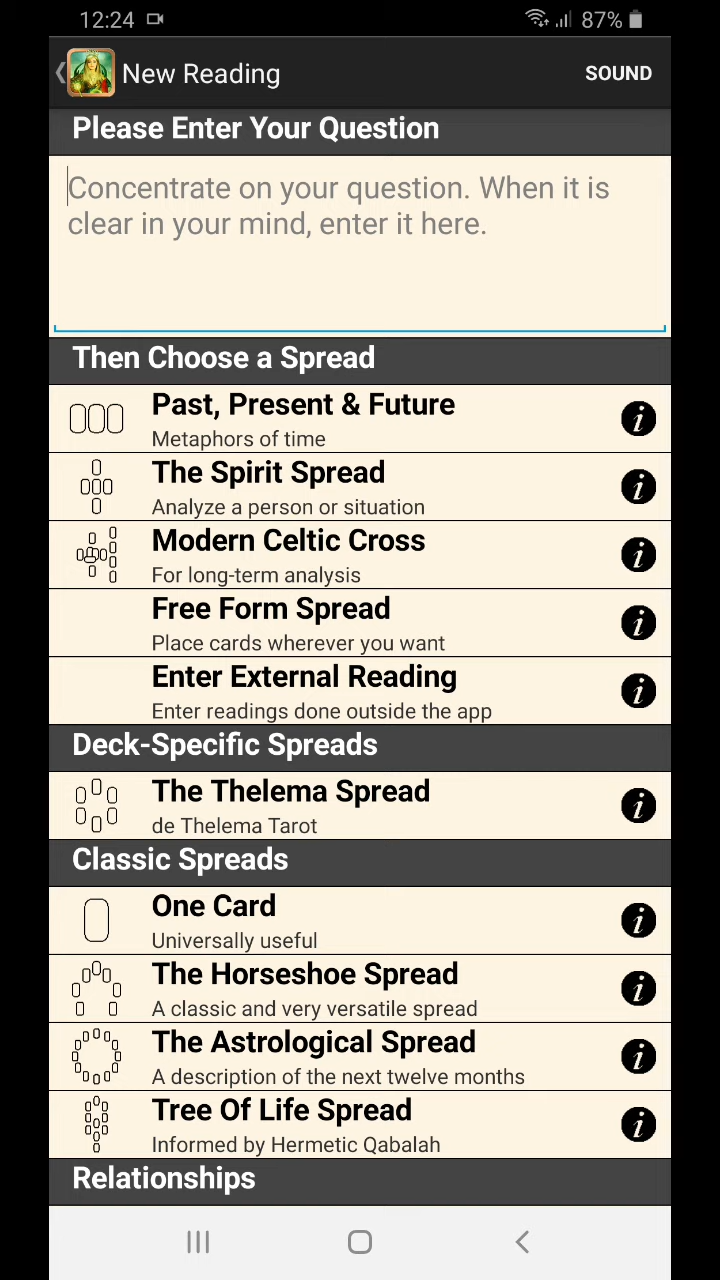 12:24 87%
New Reading SOUND
Please Enter Your Question
Concentrate on your question. When it is
clear in your mind, enter it here.
Then Choose a Spread
Past, Present & Future
Metaphors of time
The Spirit Spread
Analyze a person or situation
Modern Celtic Cross
For long-term analysis
Free Form Spread
Place cards wherever you want
Enter External Reading
Enter readings done outside the app
Deck-Specific Spreads
The Thelema Spread
de Thelema Tarot
Classic Spreads
One Card
Universally useful
The Horseshoe Spread
A classic and very versatile spread
The Astrological Spread
A description of the next twelve months
Tree Of Life Spread
Informed by Hermetic Qabalah
Relationships